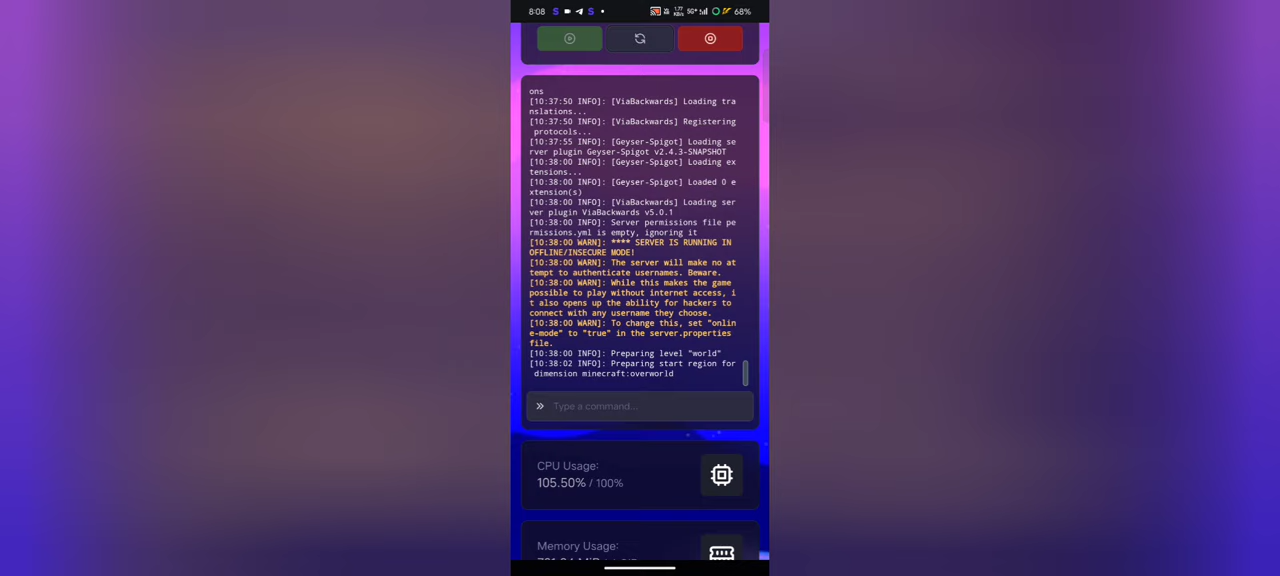 8:08
1.77
KB/s
5G+
68%
ons
[10:37:50 INFO]: [ViaBackwards] Loading tra
nslations...
[10:37:50 INFO]: [ViaBackwards] Registering
protocols...
[10:37:55 INFO]: [Geyser-Spigot] Loading se
rver plugin Geyser-Spigot v2.4.3-SNAPSHOT
[10:38:00 INFO]: [Geyser-Spigot] Loading ex
tensions...
[10:38:00 INFO]: [Geyser-Spigot] Loaded 0 e
xtension(s)
[10:38:00 INFO]: [ViaBackwards] Loading ser
ver plugin ViaBackwards v5.0.1
[10:38:00 INFO]: Server permissions file pe
rmissions.yml is empty, ignoring it
[10:38:00 WARN]: **** SERVER IS RUNNING IN
OFFLINE/INSECURE MODE!
[10:38:00 WARN]: The server will make no at
tempt to authenticate usernames. Beware.
[10:38:00 WARN]: While this makes the game
possible to play without internet access, i
t also opens up the ability for hackers to
connect with any username they choose.
[10:38:00 WARN]: To change this, set "onlin
e-mode" to "true" in the server.properties
file.
[10:38:00 INFO]: Preparing level "world"
[10:38:02 INFO]: Preparing start region for
dimension minecraft:overworld
Type a command...
CPU Usage:
105.50% / 100%
Memory Usage: